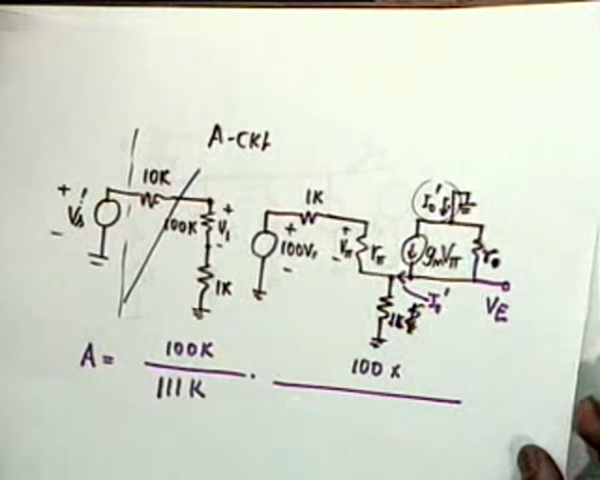 A-CKT
10K
+
Vs'
-
100K
+
V1
-
1K
1K
+
100V1
-
+
Vπ
-
rπ
Io'
gmVπ
ro
1K
Io'
VE
A = 100K / 111K . 100 x